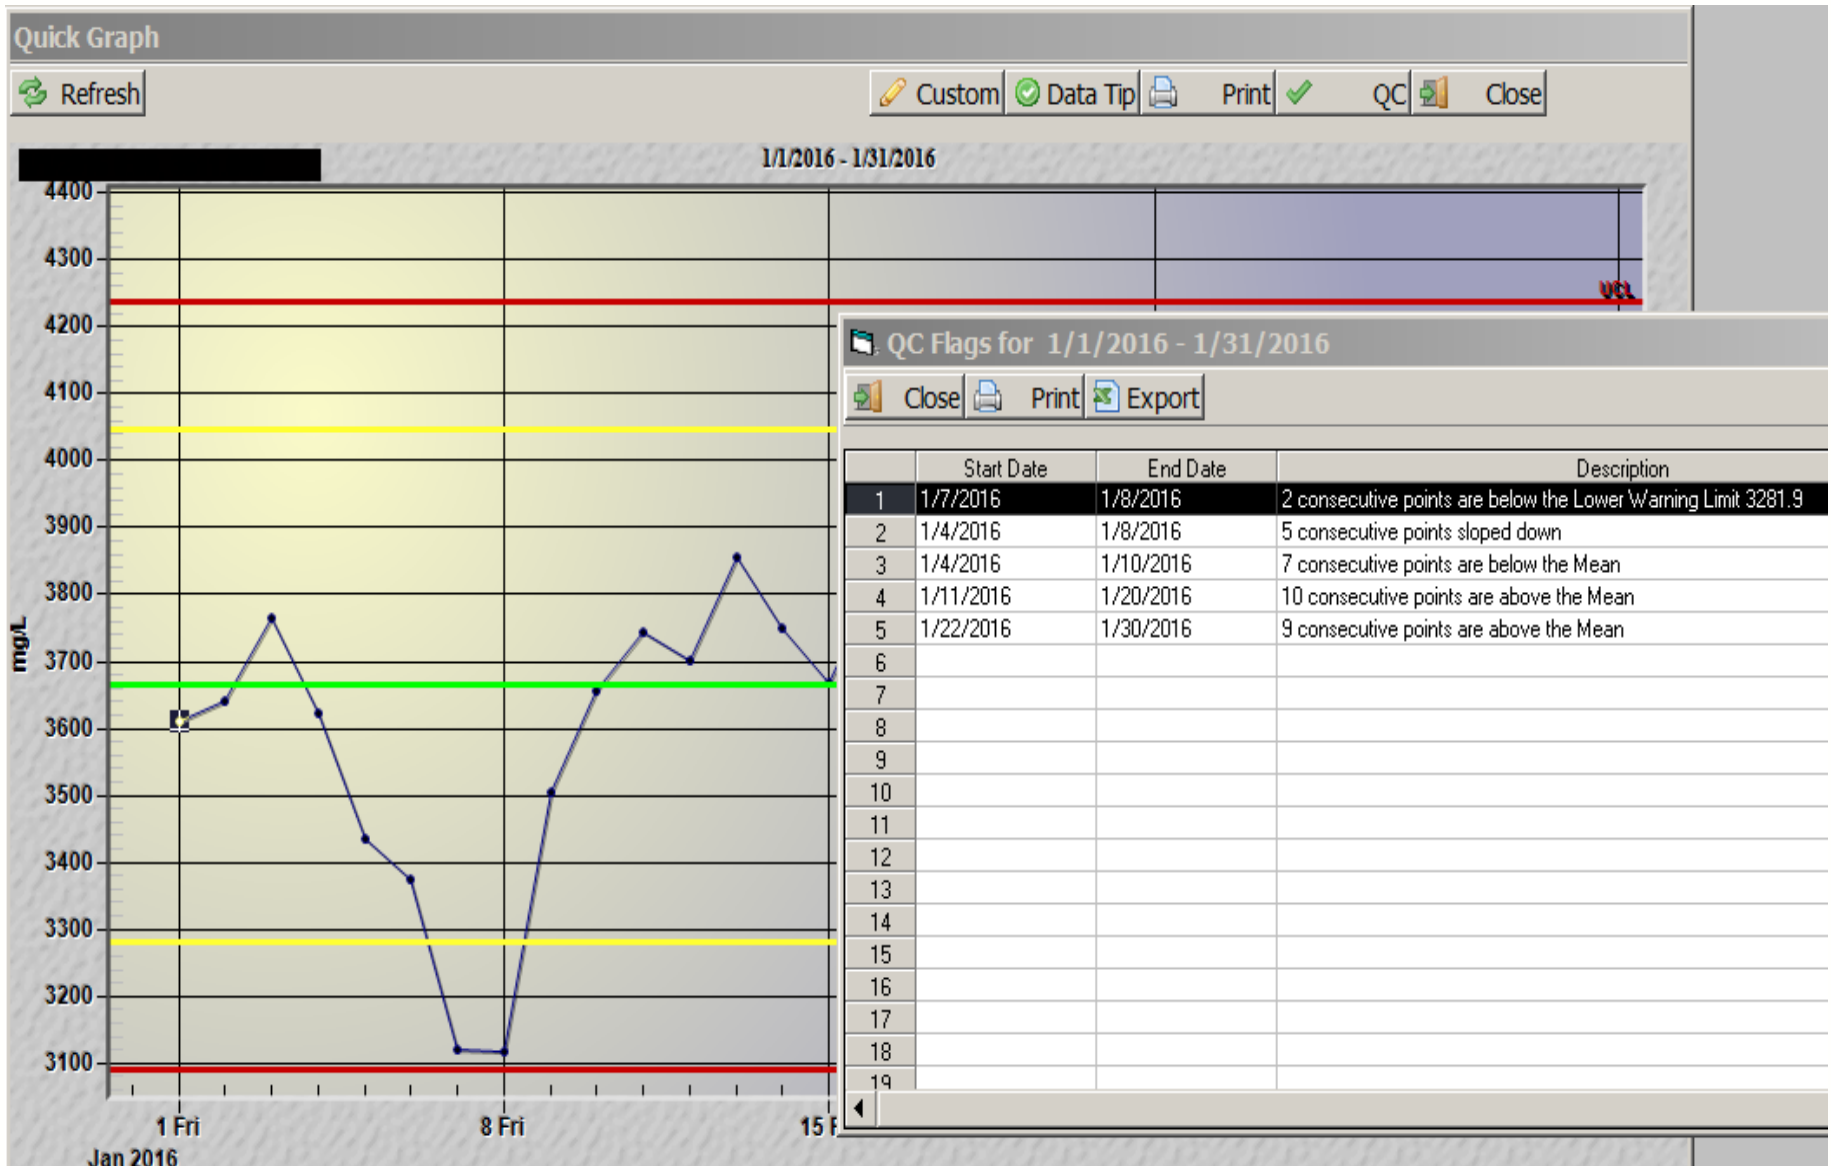 Quick Graph
Refresh Custom Data Tip Print QC Close
1/1/2016 - 1/31/2016
4400
4300
UCL
4200
4100
4000
3900
3800
3700
3600
3500
3400
3300
3200
3100
mg/L
1 Fri 8 Fri 15 F
Jan 2016
QC Flags for 1/1/2016 - 1/31/2016
Close Print Export
Start Date End Date Description
1 1/7/2016 1/8/2016 2 consecutive points are below the Lower Warning Limit 3281.9
2 1/4/2016 1/8/2016 5 consecutive points sloped down
3 1/4/2016 1/10/2016 7 consecutive points are below the Mean
4 1/11/2016 1/20/2016 10 consecutive points are above the Mean
5 1/22/2016 1/30/2016 9 consecutive points are above the Mean
6
7
8
9
10
11
12
13
14
15
16
17
18
19